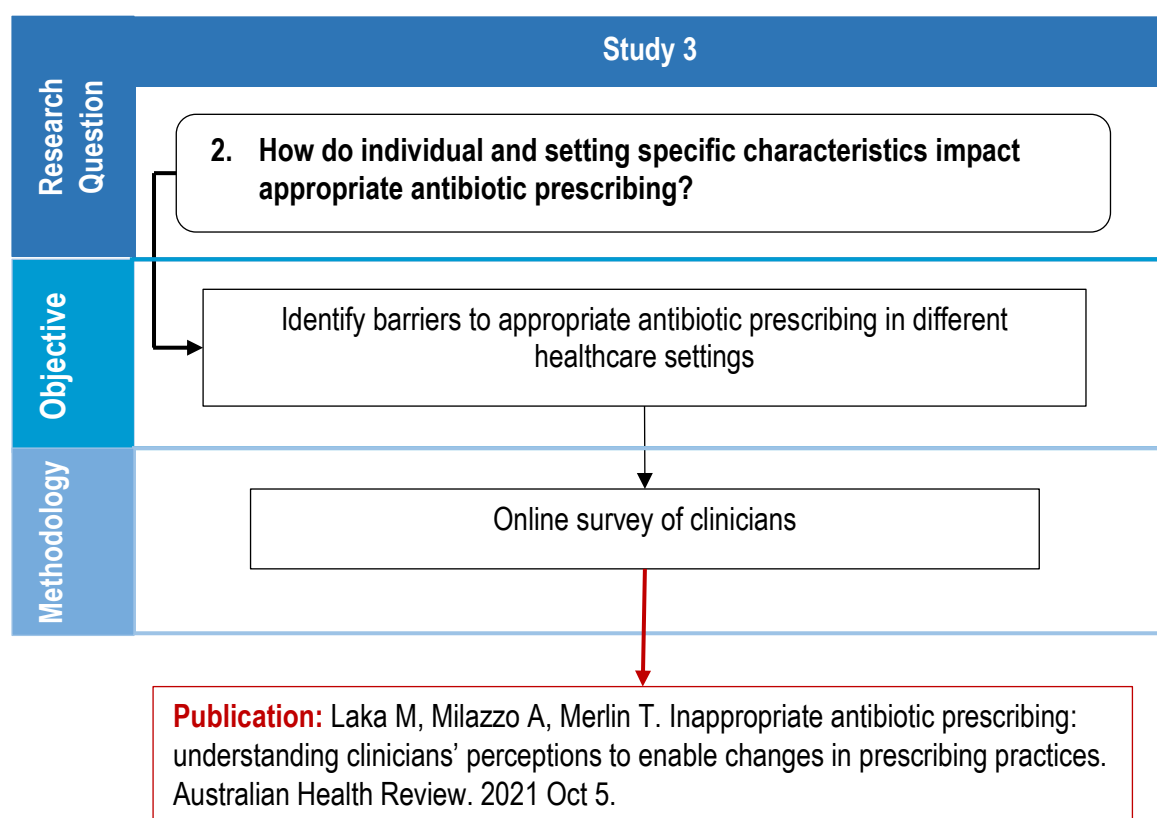 Study 3
Research
Question
2. How do individual and setting specific characteristics impact
appropriate antibiotic prescribing?
Objective
Identify barriers to appropriate antibiotic prescribing in different
healthcare settings
Methodology
Online survey of clinicians
Publication: Laka M, Milazzo A, Merlin T. Inappropriate antibiotic prescribing:
understanding clinicians’ perceptions to enable changes in prescribing practices.
Australian Health Review. 2021 Oct 5.